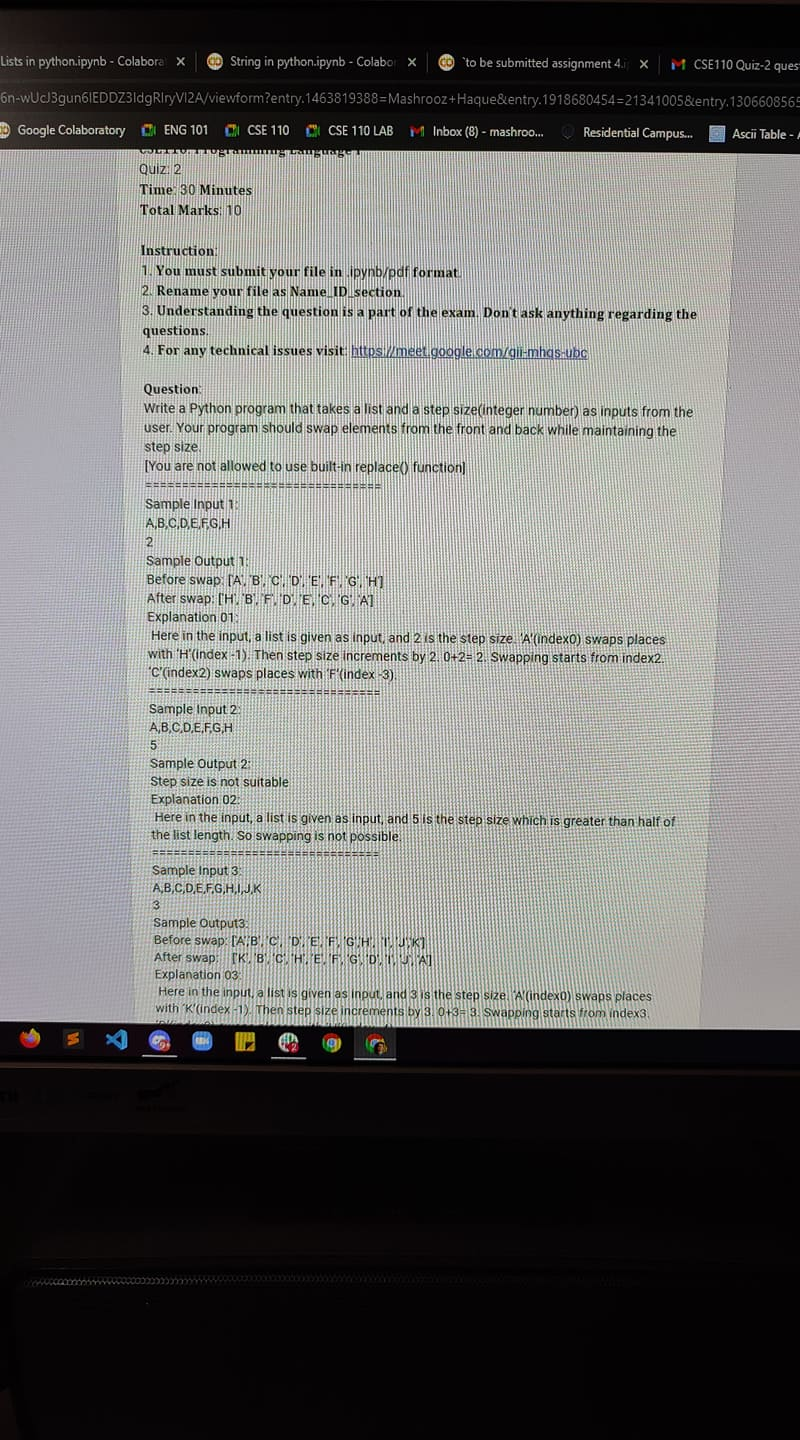 Lists in python.ipynb - Colabora × String in python.ipynb - Colabo × `to be submitted assignment 4.i × CSE110 Quiz-2 ques
6n-wUcJ3gun6IEDDZ3IdgRIryVI2A/viewform?entry.1463819388=Mashrooz+Haque&entry.1918680454=21341005&entry.1306608565
Google Colaboratory ENG 101 CSE 110 CSE 110 LAB Inbox (8) - mashroo... Residential Campus... Ascii Table - A
CSE110: Programming Language I
Quiz: 2
Time: 30 Minutes
Total Marks: 10
Instruction:
1. You must submit your file in .ipynb/pdf format.
2. Rename your file as Name_ID_section.
3. Understanding the question is a part of the exam. Don't ask anything regarding the
questions.
4. For any technical issues visit: https://meet.google.com/gii-mhqs-ubc
Question:
Write a Python program that takes a list and a step size(integer number) as inputs from the
user. Your program should swap elements from the front and back while maintaining the
step size.
[You are not allowed to use built-in replace() function]
================================
Sample Input 1:
A,B,C,D,E,F,G,H
2
Sample Output 1:
Before swap: ['A', 'B', 'C', 'D', 'E', 'F', 'G', 'H']
After swap: ['H', 'B', 'F', 'D', 'E', 'C', 'G', 'A']
Explanation 01:
Here in the input, a list is given as input, and 2 is the step size. 'A'(index0) swaps places
with 'H'(index -1). Then step size increments by 2. 0+2= 2. Swapping starts from index2.
'C'(index2) swaps places with 'F'(index -3).
================================
Sample Input 2:
A,B,C,D,E,F,G,H
5
Sample Output 2:
Step size is not suitable
Explanation 02:
Here in the input, a list is given as input, and 5 is the step size which is greater than half of
the list length. So swapping is not possible.
================================
Sample Input 3:
A,B,C,D,E,F,G,H,I,J,K
3
Sample Output3:
Before swap: ['A','B', 'C', 'D', 'E', 'F', 'G','H', 'I', 'J','K']
After swap: ['K', 'B', 'C', 'H', 'E', 'F', 'G', 'D', 'I', 'J', 'A']
Explanation 03:
Here in the input, a list is given as input, and 3 is the step size. 'A'(index0) swaps places
with 'K'(index -1). Then step size increments by 3. 0+3= 3. Swapping starts from index3.